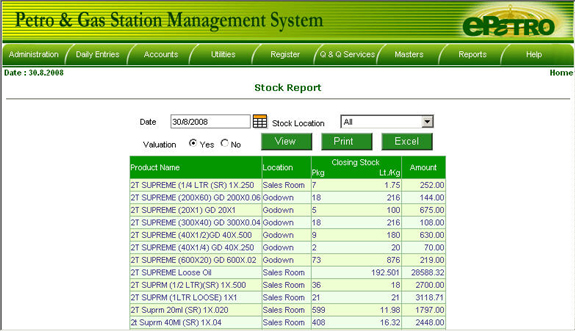 Petro & Gas Station Management System
ePETRO
Administration Daily Entries Accounts Utilities Register Q & Q Services Masters Reports Help
Date : 30.8.2008 Home
Stock Report
Date 30/8/2008 Stock Location All
Valuation Yes No View Print Excel
Product Name Location Closing Stock Amount
Pkg Lt./Kg
2T SUPREME (1/4 LTR (SR) 1X.250 Sales Room 7 1.75 252.00
2T SUPREME (200X60) GD 200X0.06 Godown 18 216 144.00
2T SUPREME (20X1) GD 20X1 Godown 5 100 675.00
2T SUPREME (300X40) GD 300X0.04 Godown 18 216 108.00
2T SUPREME (40X1/2)GD 40X.500 Godown 9 180 630.00
2T SUPREME (40X1/4) GD 40X.250 Godown 2 20 70.00
2T SUPREME (600X20) GD 600X.02 Godown 73 876 219.00
2T SUPREME Loose Oil Sales Room 192.501 28588.32
2T SUPRM (1/2 LTR)(SR) 1X.500 Sales Room 36 18 2700.00
2T SUPRM (1LTR LOOSE) 1X1 Sales Room 21 21 3118.71
2T Suprm 20ml (SR) 1X.020 Sales Room 599 11.98 1797.00
2t Suprm 40Ml (SR) 1X.04 Sales Room 408 16.32 2448.00